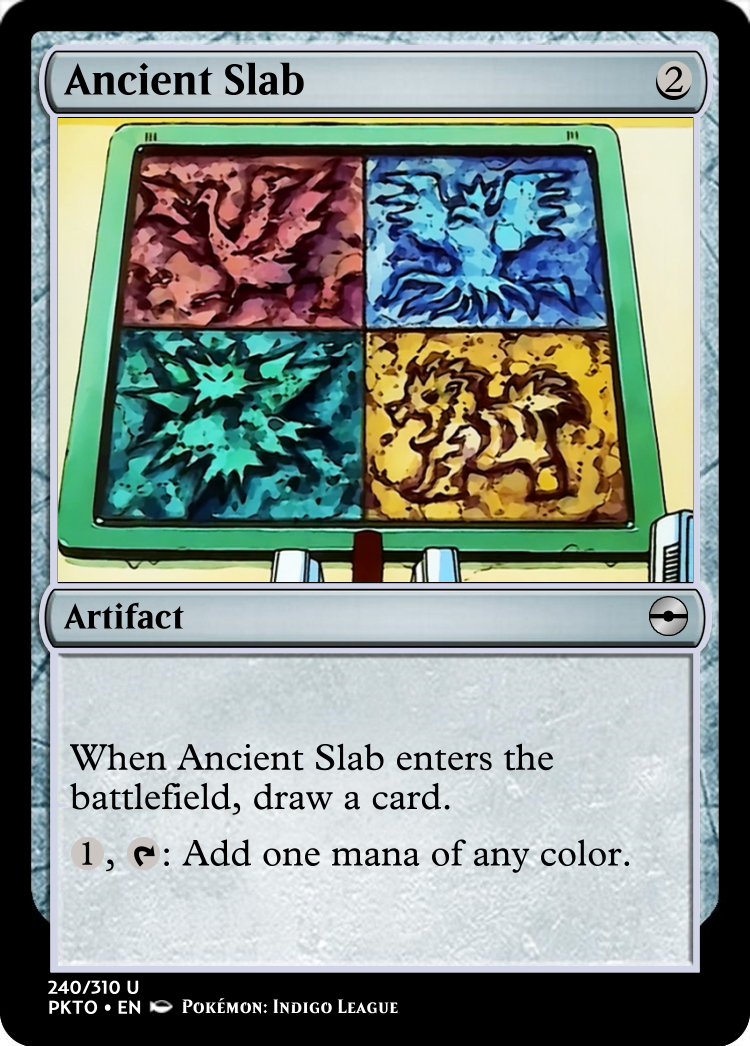 Ancient Slab 2
Artifact
When Ancient Slab enters the
battlefield, draw a card.
1, : Add one mana of any color.
240/310 U
PKTO • EN Pokémon: Indigo League